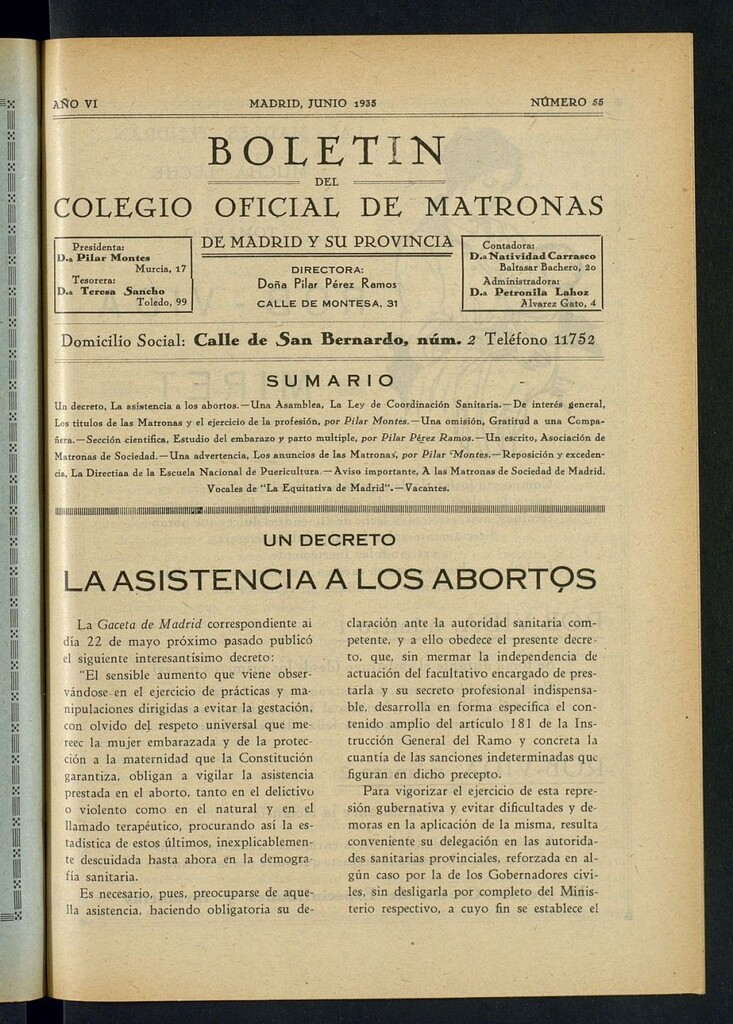 AÑO VI
MADRID, JUNIO 1935
NÚMERO 55
BOLETIN
DEL
COLEGIO OFICIAL DE MATRONAS
DE MADRID Y SU PROVINCIA
Presidenta:
D.a Pilar Montes
Murcia, 17
Tesorera:
D.a Teresa Sancho
Toledo, 99
DIRECTORA:
Doña Pilar Pérez Ramos
CALLE DE MONTESA, 31
Contadora:
D.a Natividad Carrasco
Baltasar Bachero, 20
Administradora:
D.a Petronila Lahoz
Alvarez Gato, 4
Domicilio Social: Calle de San Bernardo, núm. 2 Teléfono 11752
SUMARIO
Un decreto, La asistencia a los abortos.—Una Asamblea, La Ley de Coordinación Sanitaria.—De interés general,
Los titulos de las Matronas y el ejercicio de la profesión, por Pilar Montes.—Una omisión, Gratitud a una Compa-
ñera.—Sección científica, Estudio del embarazo y parto multiple, por Pilar Pérez Ramos.—Un escrito, Asociación de
Matronas de Sociedad.—Una advertencia, Los anuncios de las Matronas, por Pilar Montes.—Reposición y exceden-
cia, La Directiaa de la Escuela Nacional de Puericultura.—Aviso importante, A las Matronas de Sociedad de Madrid.
Vocales de "La Equitativa de Madrid".—Vacantes.
UN DECRETO
LA ASISTENCIA A LOS ABORTOS
La Gaceta de Madrid correspondiente al
día 22 de mayo próximo pasado publicó
el siguiente interesantísimo decreto:
"El sensible aumento que viene obser-
vándose en el ejercicio de prácticas y ma-
nipulaciones dirigidas a evitar la gestación,
con olvido del respeto universal que me-
reec la mujer embarazada y de la protec-
ción a la maternidad que la Constitución
garantiza, obligan a vigilar la asistencia
prestada en el aborto, tanto en el delictivo
o violento como en el natural y en el
llamado terapéutico, procurando así la es-
tadística de estos últimos, inexplicablemen-
te descuidada hasta ahora en la demogra-
fía sanitaria.
Es necesario, pues, preocuparse de aque-
lla asistencia, haciendo obligatoria su de-
claración ante la autoridad sanitaria com-
petente, y a ello obedece el presente decre-
to, que, sin mermar la independencia de
actuación del facultativo encargado de pres-
tarla y su secreto profesional indispensa-
ble, desarrolla en forma específica el con-
tenido amplio del artículo 181 de la Ins-
trucción General del Ramo y concreta la
cuantía de las sanciones indeterminadas que
figuran en dicho precepto.
Para vigorizar el ejercicio de esta repre-
sión gubernativa y evitar dificultades y de-
moras en la aplicación de la misma, resulta
conveniente su delegación en las autorida-
des sanitarias provinciales, reforzada en al-
gún caso por la de los Gobernadores civi-
les, sin desligarla por completo del Minis-
terio respectivo, a cuyo fin se establece el